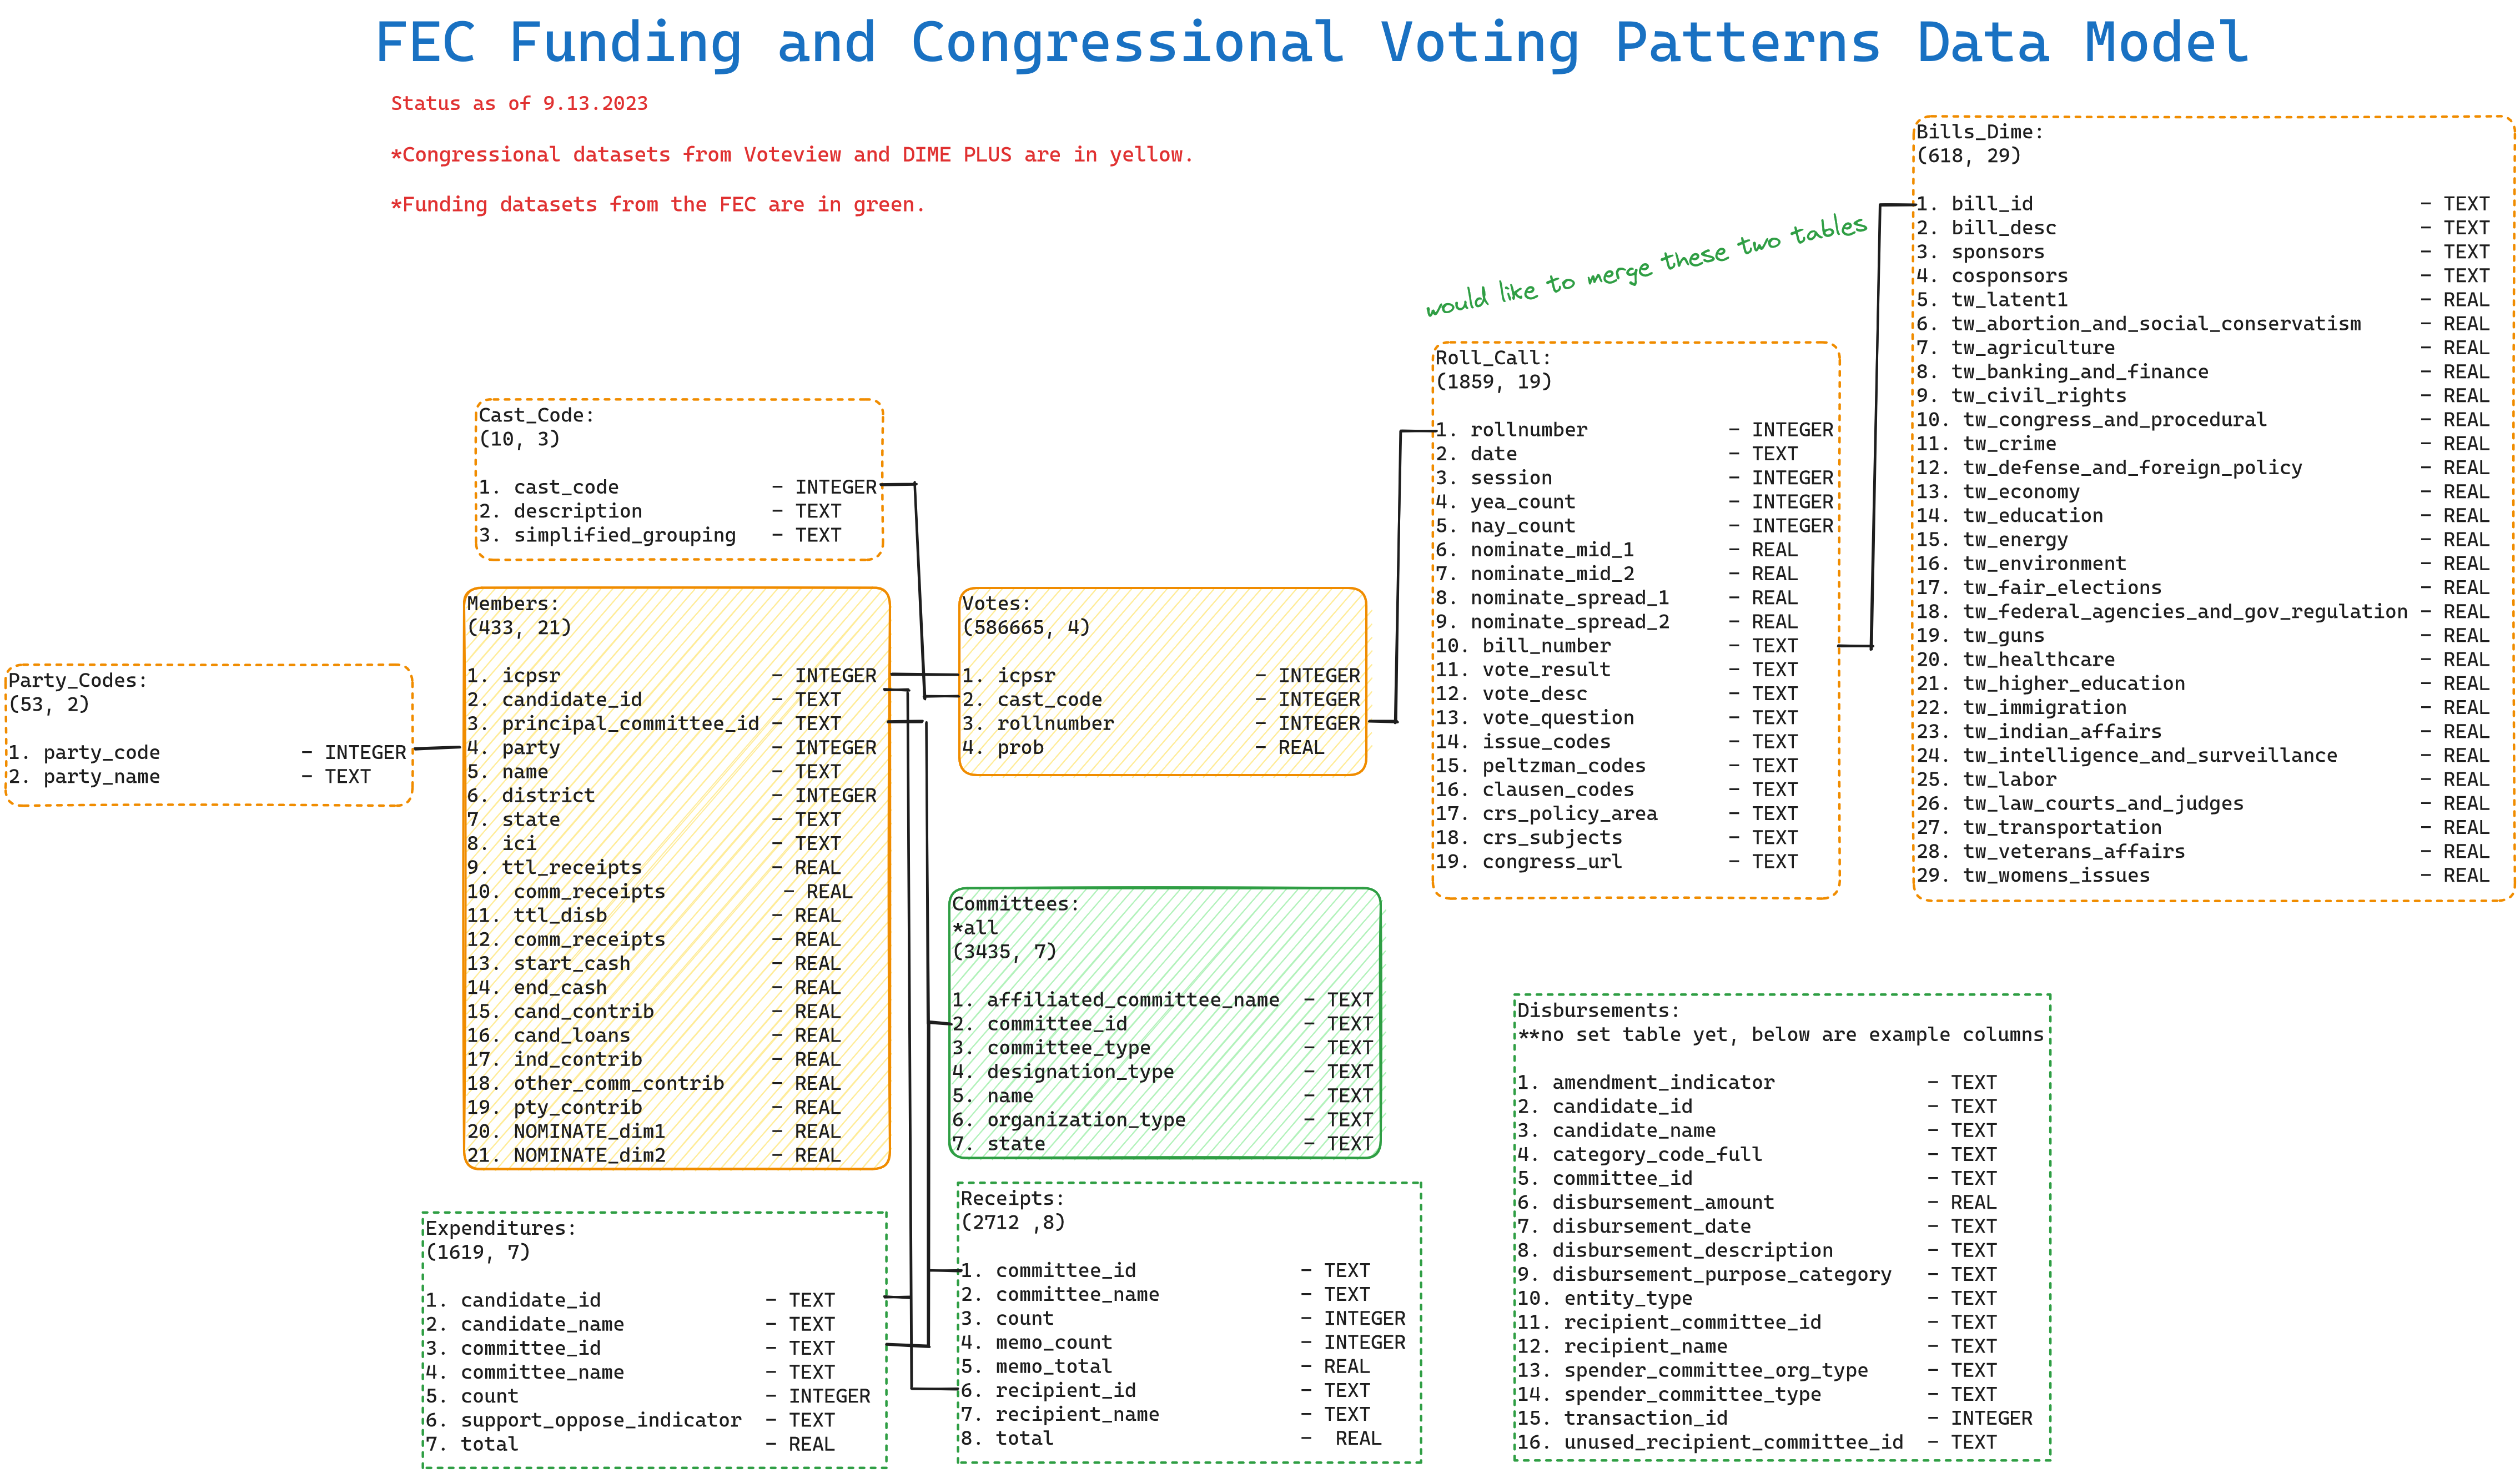 FEC Funding and Congressional Voting Patterns Data Model
Status as of 9.13.2023
*Congressional datasets from Voteview and DIME PLUS are in yellow.
*Funding datasets from the FEC are in green.
would like to merge these two tables
Party_Codes:
(53, 2)
1. party_code - INTEGER
2. party_name - TEXT
Cast_Code:
(10, 3)
1. cast_code - INTEGER
2. description - TEXT
3. simplified_grouping - TEXT
Members:
(433, 21)
1. icpsr - INTEGER
2. candidate_id - TEXT
3. principal_committee_id - TEXT
4. party - INTEGER
5. name - TEXT
6. district - INTEGER
7. state - TEXT
8. ici - TEXT
9. ttl_receipts - REAL
10. comm_receipts - REAL
11. ttl_disb - REAL
12. comm_receipts - REAL
13. start_cash - REAL
14. end_cash - REAL
15. cand_contrib - REAL
16. cand_loans - REAL
17. ind_contrib - REAL
18. other_comm_contrib - REAL
19. pty_contrib - REAL
20. NOMINATE_dim1 - REAL
21. NOMINATE_dim2 - REAL
Expenditures:
(1619, 7)
1. candidate_id - TEXT
2. candidate_name - TEXT
3. committee_id - TEXT
4. committee_name - TEXT
5. count - INTEGER
6. support_oppose_indicator - TEXT
7. total - REAL
Votes:
(586665, 4)
1. icpsr - INTEGER
2. cast_code - INTEGER
3. rollnumber - INTEGER
4. prob - REAL
Committees:
*all
(3435, 7)
1. affiliated_committee_name - TEXT
2. committee_id - TEXT
3. committee_type - TEXT
4. designation_type - TEXT
5. name - TEXT
6. organization_type - TEXT
7. state - TEXT
Receipts:
(2712 ,8)
1. committee_id - TEXT
2. committee_name - TEXT
3. count - INTEGER
4. memo_count - INTEGER
5. memo_total - REAL
6. recipient_id - TEXT
7. recipient_name - TEXT
8. total - REAL
Roll_Call:
(1859, 19)
1. rollnumber - INTEGER
2. date - TEXT
3. session - INTEGER
4. yea_count - INTEGER
5. nay_count - INTEGER
6. nominate_mid_1 - REAL
7. nominate_mid_2 - REAL
8. nominate_spread_1 - REAL
9. nominate_spread_2 - REAL
10. bill_number - TEXT
11. vote_result - TEXT
12. vote_desc - TEXT
13. vote_question - TEXT
14. issue_codes - TEXT
15. peltzman_codes - TEXT
16. clausen_codes - TEXT
17. crs_policy_area - TEXT
18. crs_subjects - TEXT
19. congress_url - TEXT
Bills_Dime:
(618, 29)
1. bill_id - TEXT
2. bill_desc - TEXT
3. sponsors - TEXT
4. cosponsors - TEXT
5. tw_latent1 - REAL
6. tw_abortion_and_social_conservatism - REAL
7. tw_agriculture - REAL
8. tw_banking_and_finance - REAL
9. tw_civil_rights - REAL
10. tw_congress_and_procedural - REAL
11. tw_crime - REAL
12. tw_defense_and_foreign_policy - REAL
13. tw_economy - REAL
14. tw_education - REAL
15. tw_energy - REAL
16. tw_environment - REAL
17. tw_fair_elections - REAL
18. tw_federal_agencies_and_gov_regulation - REAL
19. tw_guns - REAL
20. tw_healthcare - REAL
21. tw_higher_education - REAL
22. tw_immigration - REAL
23. tw_indian_affairs - REAL
24. tw_intelligence_and_surveillance - REAL
25. tw_labor - REAL
26. tw_law_courts_and_judges - REAL
27. tw_transportation - REAL
28. tw_veterans_affairs - REAL
29. tw_womens_issues - REAL
Disbursements:
**no set table yet, below are example columns
1. amendment_indicator - TEXT
2. candidate_id - TEXT
3. candidate_name - TEXT
4. category_code_full - TEXT
5. committee_id - TEXT
6. disbursement_amount - REAL
7. disbursement_date - TEXT
8. disbursement_description - TEXT
9. disbursement_purpose_category - TEXT
10. entity_type - TEXT
11. recipient_committee_id - TEXT
12. recipient_name - TEXT
13. spender_committee_org_type - TEXT
14. spender_committee_type - TEXT
15. transaction_id - INTEGER
16. unused_recipient_committee_id - TEXT